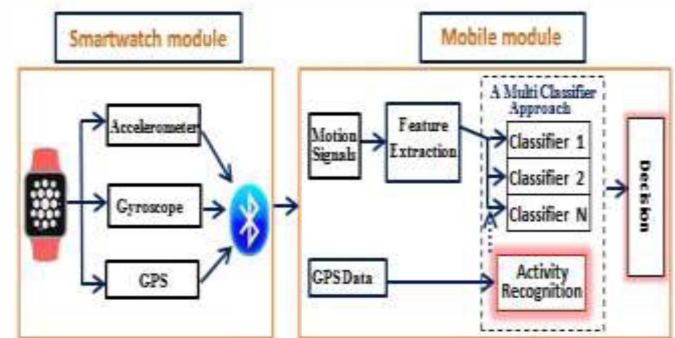 Smartwatch module
Mobile module
Accelerometer
Gyroscope
GPS
Motion
Signals
Feature
Extraction
GPS Data
A Multi Classifier
Approach
Classifier 1
Classifier 2
Classifier N
Activity
Recognition
Decision